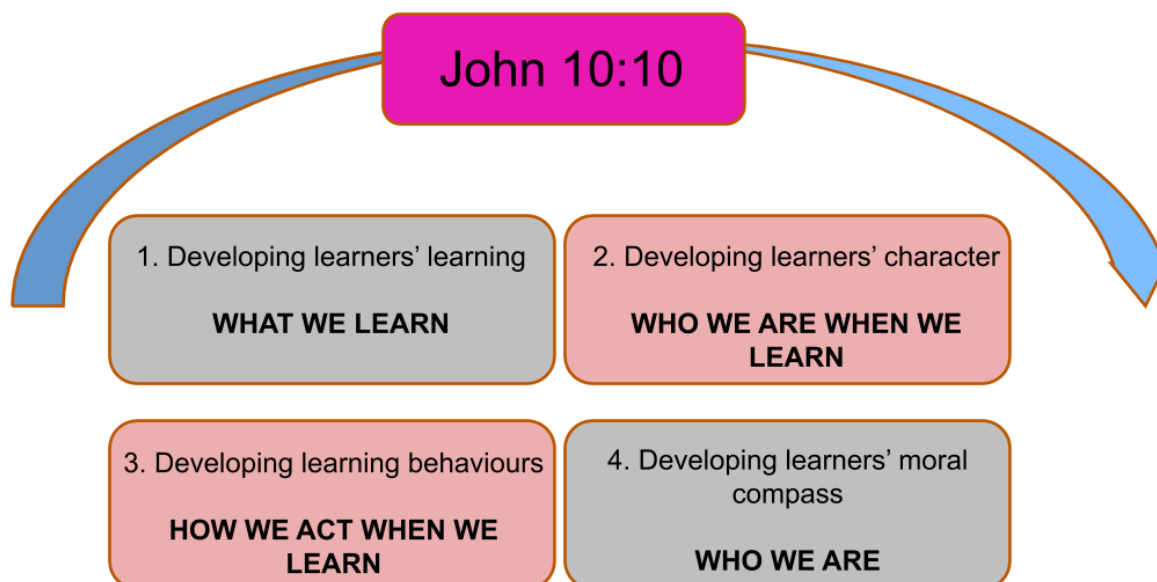 John 10:10
1. Developing learners’ learning
WHAT WE LEARN
2. Developing learners’ character
WHO WE ARE WHEN WE
LEARN
3. Developing learning behaviours
HOW WE ACT WHEN WE
LEARN
4. Developing learners’ moral
compass
WHO WE ARE